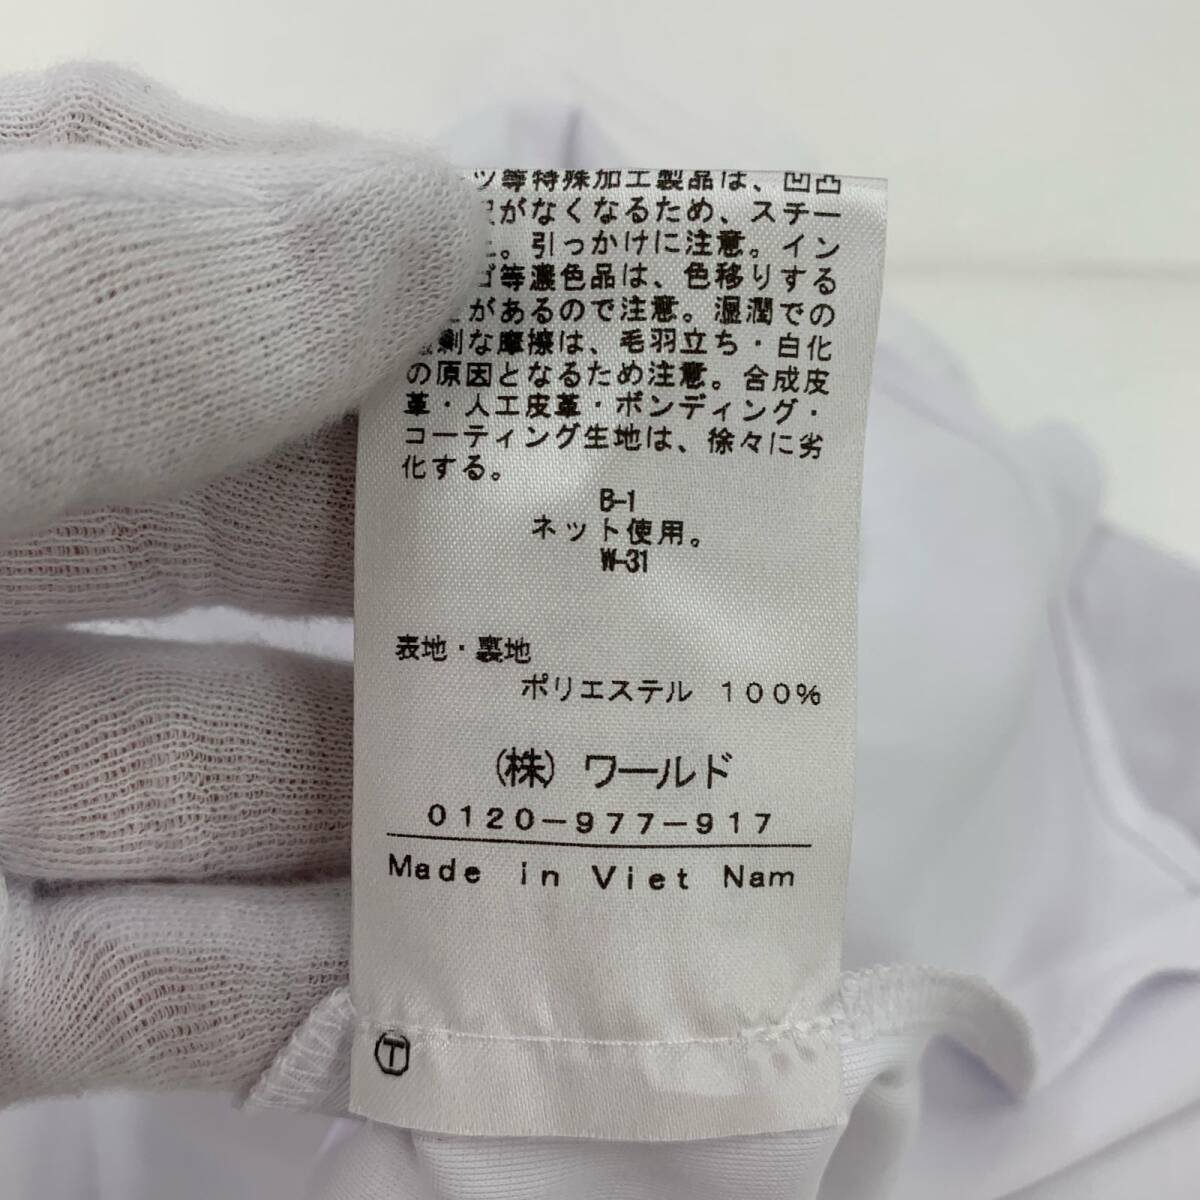 ツ等特殊加工製品は、凹凸
がなくなるため、スチー
。引っかけに注意。イン
ゴ等濃色品は、色移りする
があるので注意。湿潤での
剰な摩擦は、毛羽立ち・白化
の原因となるため注意。合成皮
革・人工皮革・ボンディング・
コーティング生地は、徐々に劣
化する。
B-1
ネット使用。
W-31
表地・裏地
ポリエステル 100%
(株) ワールド
0120-977-917
Made in Viet Nam
T